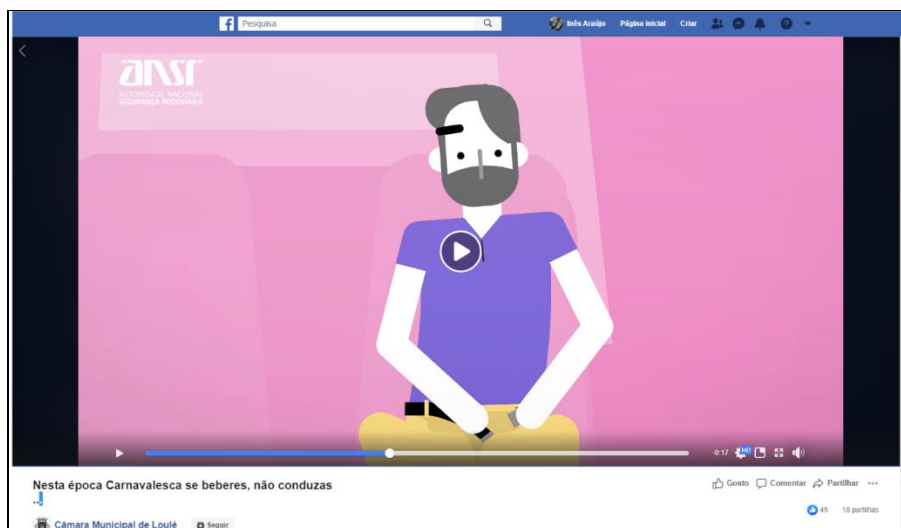 f Pesquisa Inês Araújo Página inicial Criar
ansr
AUTORIDADE NACIONAL
SEGURANÇA RODOVIÁRIA
-0:17 HD
Nesta época Carnavalesca se beberes, não conduzas
..
Gosto Comentar Partilhar ...
45 18 partilhas
Câmara Municipal de Loulé Seguir